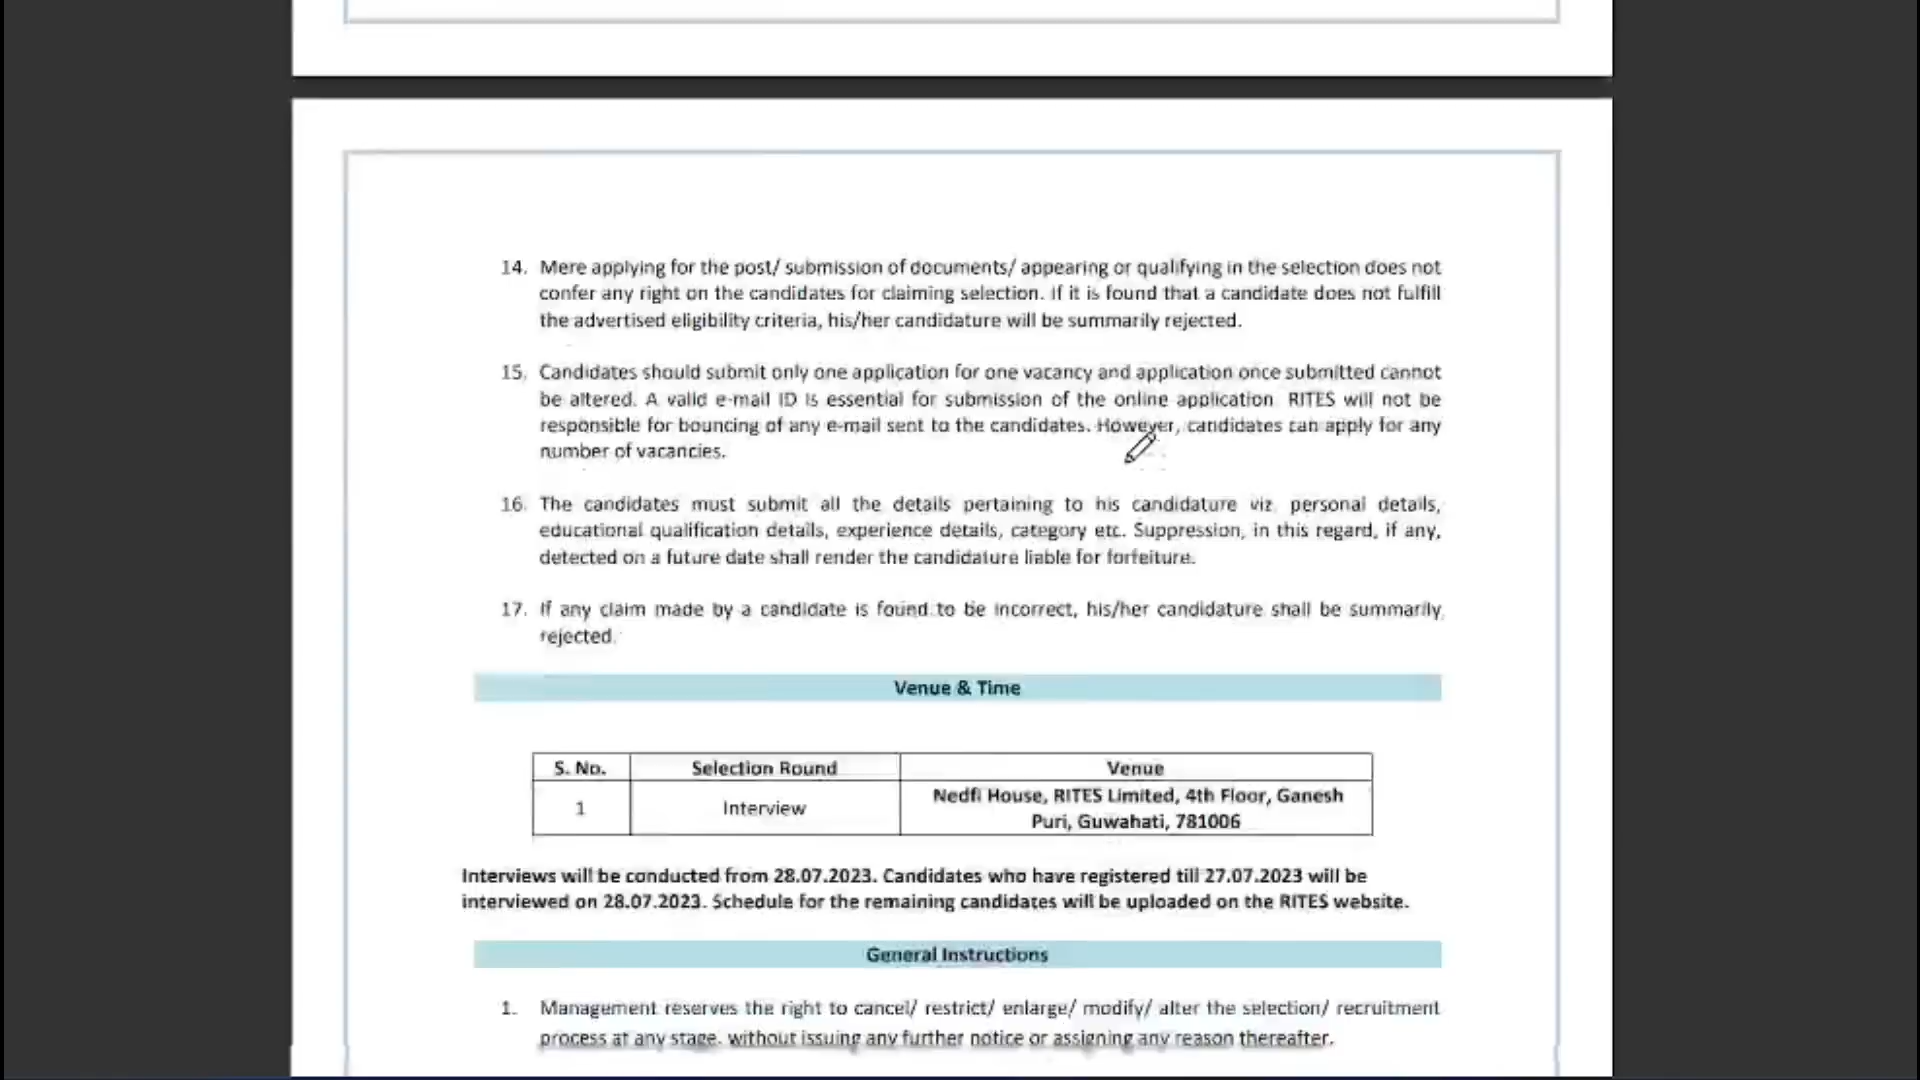 14. Mere applying for the post/ submission of documents/ appearing or qualifying in the selection does not
confer any right on the candidates for claiming selection. If it is found that a candidate does not fulfill
the advertised eligibility criteria, his/her candidature will be summarily rejected.
15. Candidates should submit only one application for one vacancy and application once submitted cannot
be altered. A valid e-mail ID is essential for submission of the online application. RITES will not be
responsible for bouncing of any e-mail sent to the candidates. However, candidates can apply for any
number of vacancies.
16. The candidates must submit all the details pertaining to his candidature viz. personal details,
educational qualification details, experience details, category etc. Suppression, in this regard, if any,
detected on a future date shall render the candidature liable for forfeiture.
17. If any claim made by a candidate is found to be incorrect, his/her candidature shall be summarily
rejected.
Venue & Time
S. No. Selection Round Venue
1 Interview Nedfi House, RITES Limited, 4th Floor, Ganesh
Puri, Guwahati, 781006
Interviews will be conducted from 28.07.2023. Candidates who have registered till 27.07.2023 will be
interviewed on 28.07.2023. Schedule for the remaining candidates will be uploaded on the RITES website.
General Instructions
1. Management reserves the right to cancel/ restrict/ enlarge/ modify/ alter the selection/ recruitment
process at any stage, without issuing any further notice or assigning any reason thereafter.